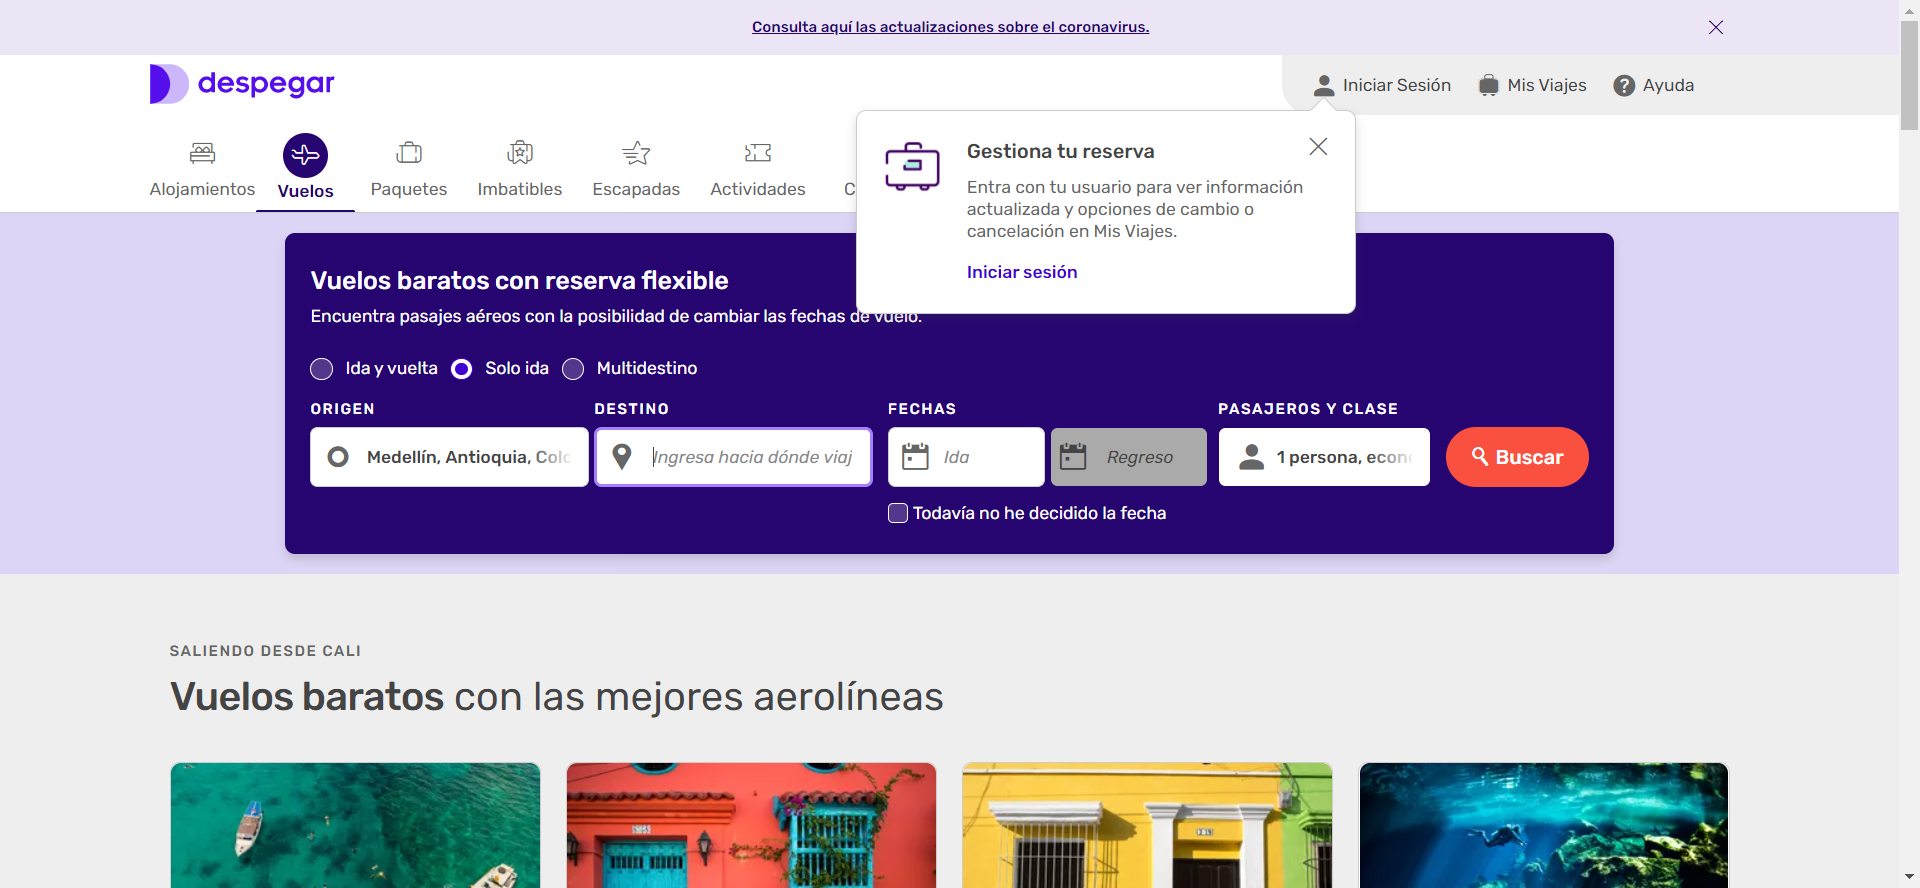 Consulta aquí las actualizaciones sobre el coronavirus.
despegar
Iniciar Sesión
Mis Viajes
? Ayuda
Alojamientos
Vuelos
Paquetes
Imbatibles
Escapadas
Actividades
C
Gestiona tu reserva
Entra con tu usuario para ver información
actualizada y opciones de cambio o
cancelación en Mis Viajes.
Iniciar sesión
Vuelos baratos con reserva flexible
Encuentra pasajes aéreos con la posibilidad de cambiar las fechas de vuelo.
Ida y vuelta
Solo ida
Multidestino
ORIGEN
DESTINO
FECHAS
PASAJEROS Y CLASE
Medellín, Antioquia, Colo
Ingresa hacia dónde viaj
Ida
Regreso
1 persona, econ
Buscar
Todavía no he decidido la fecha
SALIENDO DESDE CALI
Vuelos baratos con las mejores aerolíneas